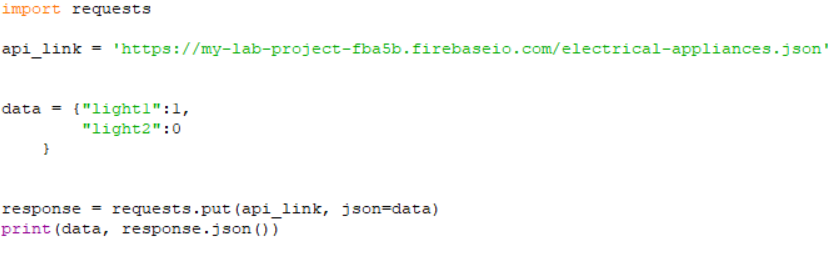 import requests
api_link = 'https://my-lab-project-fba5b.firebaseio.com/electrical-appliances.json'
data = {"light1":1,
"light2":0
}
response = requests.put(api_link, json=data)
print(data, response.json())